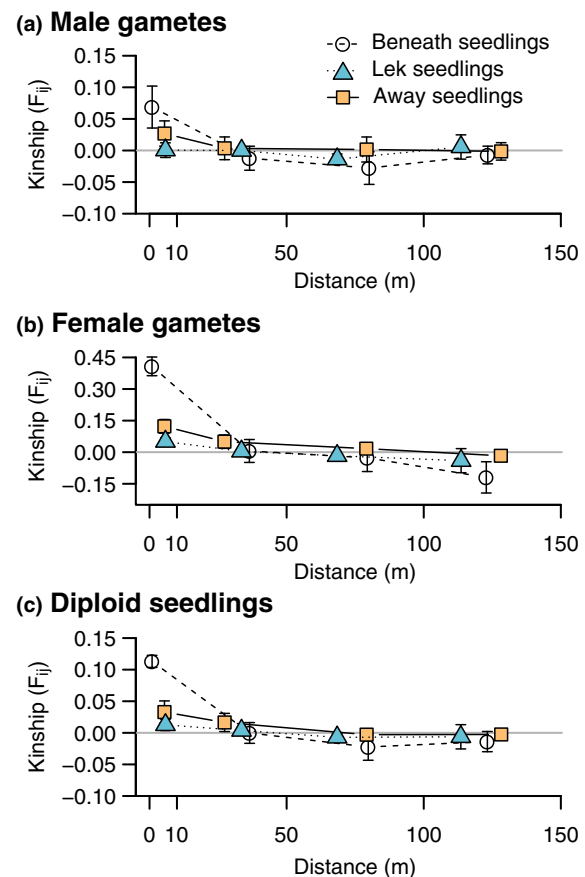 (a) Male gametes
Beneath seedlings
Lek seedlings
Away seedlings
Kinship (Fij)
0.15
0.10
0.05
0.00
−0.05
−0.10
0 10 50 100 150
Distance (m)
(b) Female gametes
Kinship (Fij)
0.45
0.30
0.15
0.00
−0.15
0 10 50 100 150
Distance (m)
(c) Diploid seedlings
Kinship (Fij)
0.15
0.10
0.05
0.00
−0.05
−0.10
0 10 50 100 150
Distance (m)